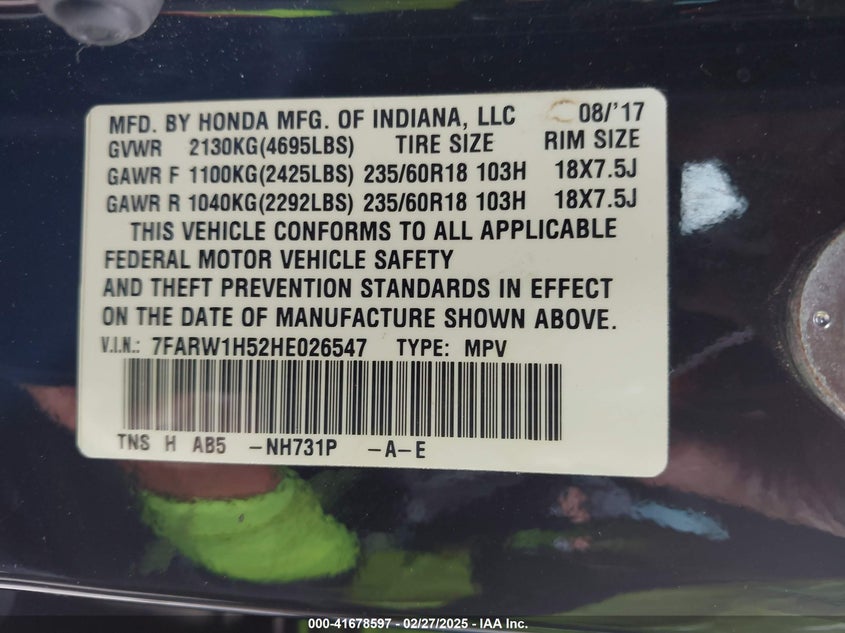 MFD. BY HONDA MFG. OF INDIANA, LLC 08/'17
GVWR 2130KG(4695LBS) TIRE SIZE RIM SIZE
GAWR F 1100KG(2425LBS) 235/60R18 103H 18X7.5J
GAWR R 1040KG(2292LBS) 235/60R18 103H 18X7.5J
THIS VEHICLE CONFORMS TO ALL APPLICABLE
FEDERAL MOTOR VEHICLE SAFETY
AND THEFT PREVENTION STANDARDS IN EFFECT
ON THE DATE OF MANUFACTURE SHOWN ABOVE.
V.I.N.: 7FARW1H52HE026547 TYPE: MPV
TNS H AB5 -NH731P -A-E
000-41678597 - 02/27/2025 - IAA Inc.